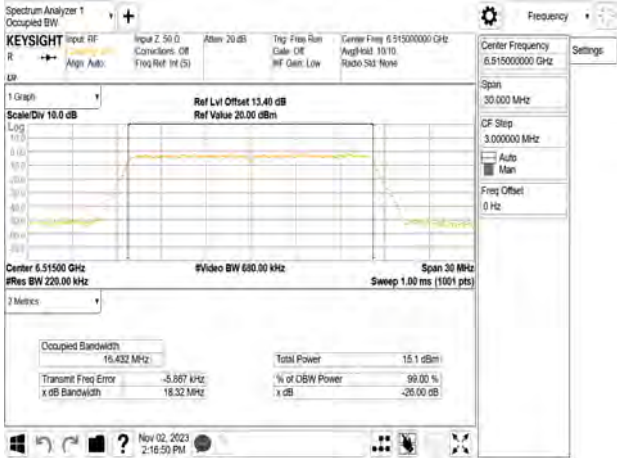 Spectrum Analyzer 1
Occupied BW
KEYSIGHT
Input: RF
Align: Auto
Input Z: 50 Ω
Corrections: Off
Freq Ref: Int (S)
Atten: 20 dB
Trig: Free Run
Gate: Off
#IF Gain: Low
Center Freq: 6.515000000 GHz
Avg|Hold: 10/10
Radio Std: None
R
1 Graph
Scale/Div 10.0 dB
Ref Lvl Offset 13.40 dB
Ref Value 20.00 dBm
Log
10.0
0.00
Center 6.51500 GHz
#Video BW 680.00 kHz
Span 30 MHz
#Res BW 220.00 kHz
Sweep 1.00 ms (1001 pts)
2 Metrics
Occupied Bandwidth
16.432 MHz
Total Power
15.1 dBm
Transmit Freq Error
-5.867 kHz
% of OBW Power
99.00 %
x dB Bandwidth
18.32 MHz
x dB
-26.00 dB
Nov 02, 2023
2:16:50 PM
Frequency
Settings
Center Frequency
6.515000000 GHz
Span
30.000 MHz
CF Step
3.000000 MHz
Auto
Man
Freq Offset
0 Hz